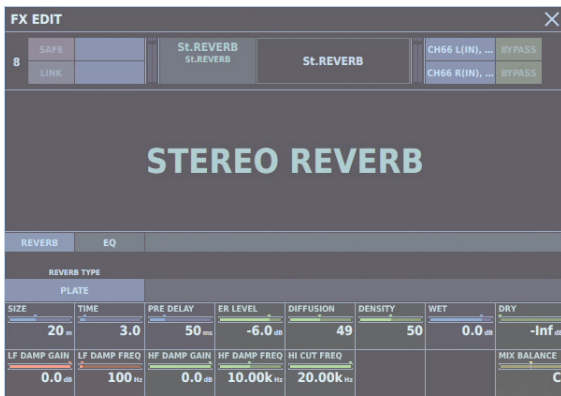 FX EDIT
8
SAFE
LINK
St.REVERB
St.REVERB
St.REVERB
CH66 L(IN), ...
BYPASS
CH66 R(IN), ...
BYPASS
STEREO REVERB
REVERB
EQ
REVERB TYPE
PLATE
SIZE
20 m
TIME
3.0
PRE DELAY
50 ms
ER LEVEL
-6.0 dB
DIFFUSION
49
DENSITY
50
WET
0.0 dB
DRY
-Inf dB
LF DAMP GAIN
0.0 dB
LF DAMP FREQ
100 Hz
HF DAMP GAIN
0.0 dB
HF DAMP FREQ
10.00k Hz
HI CUT FREQ
20.00k Hz
MIX BALANCE
C